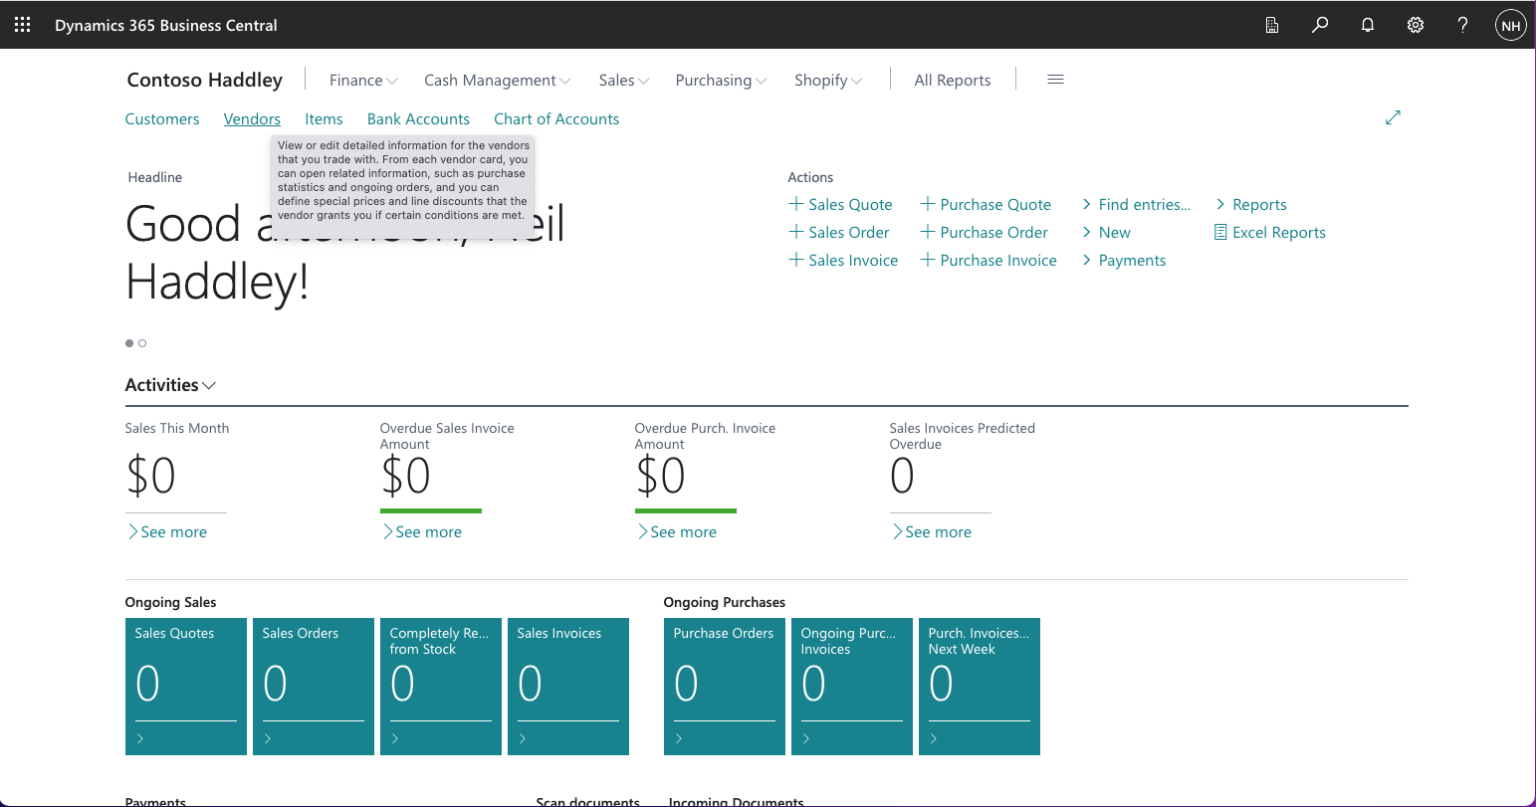 Dynamics 365 Business Central
NH
Contoso Haddley
Finance
Cash Management
Sales
Purchasing
Shopify
All Reports
Customers
Vendors
Items
Bank Accounts
Chart of Accounts
View or edit detailed information for the vendors
that you trade with. From each vendor card, you
can open related information, such as purchase
statistics and ongoing orders, and you can
define special prices and line discounts that the
vendor grants you if certain conditions are met.
Headline
Good afternoon, Neil
Haddley!
Actions
Sales Quote
Purchase Quote
Find entries...
Reports
Sales Order
Purchase Order
New
Excel Reports
Sales Invoice
Purchase Invoice
Payments
Activities
Sales This Month
$0
See more
Overdue Sales Invoice
Amount
$0
See more
Overdue Purch. Invoice
Amount
$0
See more
Sales Invoices Predicted
Overdue
0
See more
Ongoing Sales
Sales Quotes
0
Sales Orders
0
Completely Re...
from Stock
0
Sales Invoices
0
Ongoing Purchases
Purchase Orders
0
Ongoing Purc...
Invoices
0
Purch. Invoices...
Next Week
0
Payments
Scan documents
Incoming Documents